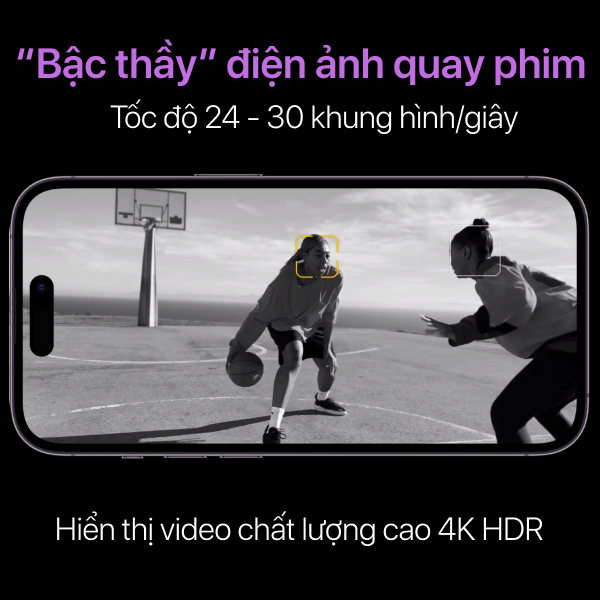 “Bậc thầy” điện ảnh quay phim
Tốc độ 24 - 30 khung hình/giây
Hiển thị video chất lượng cao 4K HDR